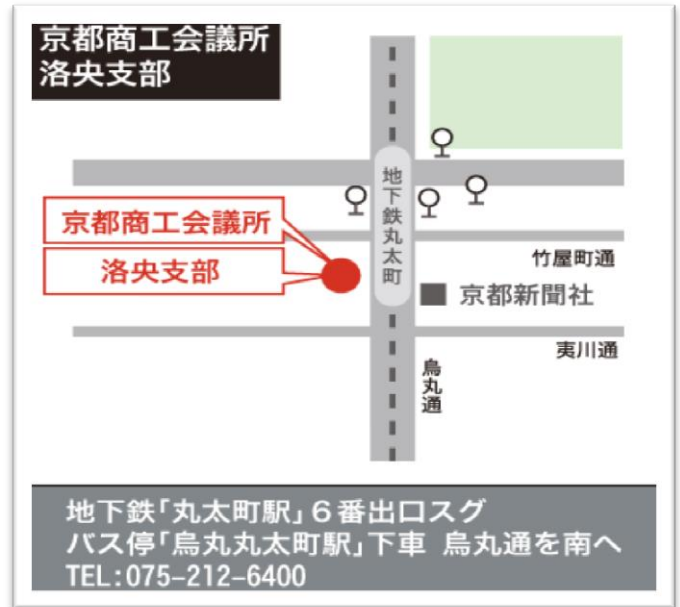 京都商工会議所
洛央支部
地下鉄丸太町
京都商工会議所
洛央支部
竹屋町通
京都新聞社
夷川通
烏丸通
地下鉄「丸太町駅」6番出口スグ
バス停「烏丸丸太町駅」下車 烏丸通を南へ
TEL:075-212-6400